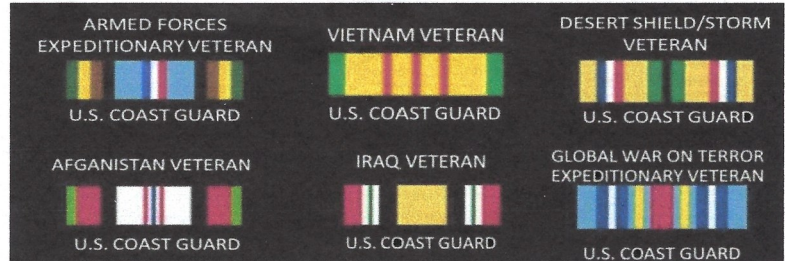 ARMED FORCES
EXPEDITIONARY VETERAN
U.S. COAST GUARD
VIETNAM VETERAN
U.S. COAST GUARD
DESERT SHIELD/STORM
VETERAN
U.S. COAST GUARD
AFGANISTAN VETERAN
U.S. COAST GUARD
IRAQ VETERAN
U.S. COAST GUARD
GLOBAL WAR ON TERROR
EXPEDITIONARY VETERAN
U.S. COAST GUARD